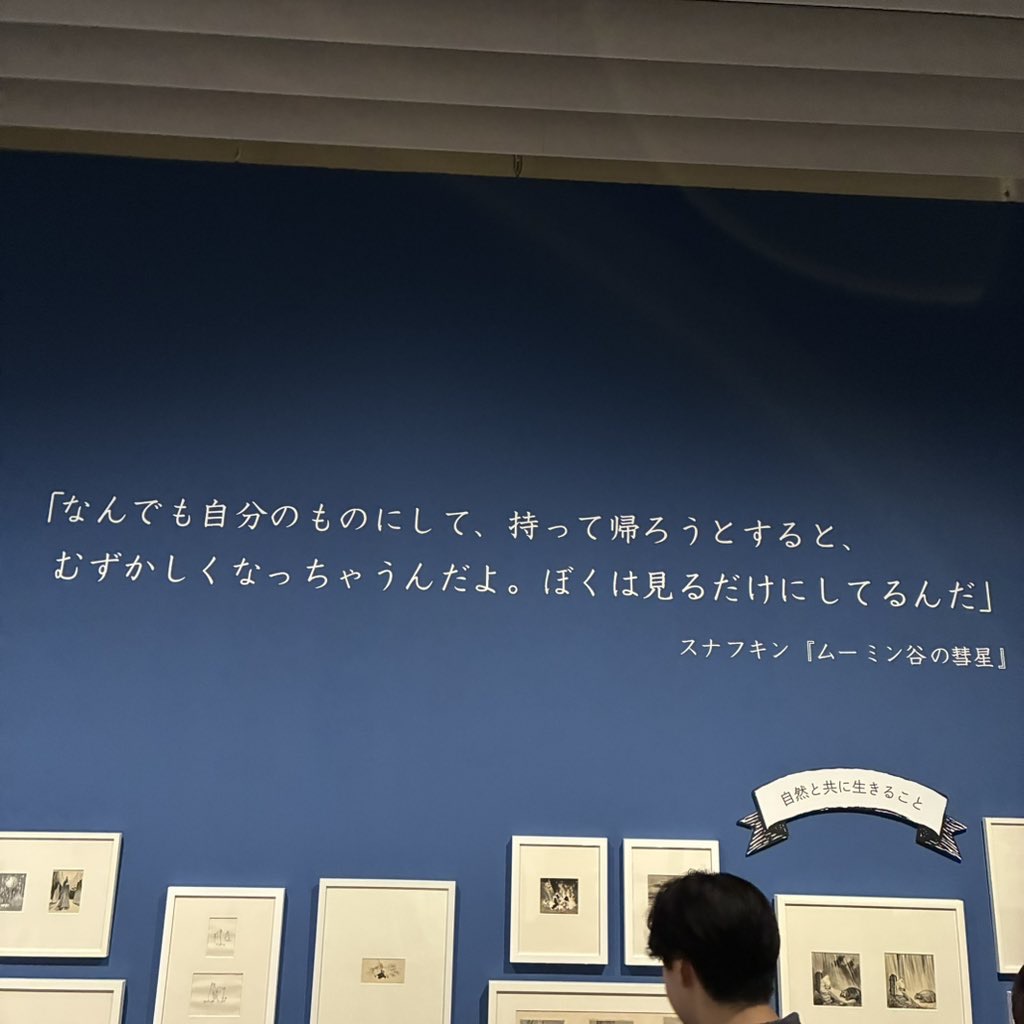 「なんでも自分のものにして、持って帰ろうとすると、
むずかしくなっちゃうんだよ。ぼくは見るだけにしてるんだ」
スナフキン『ムーミン谷の彗星』
自然と共に生きること